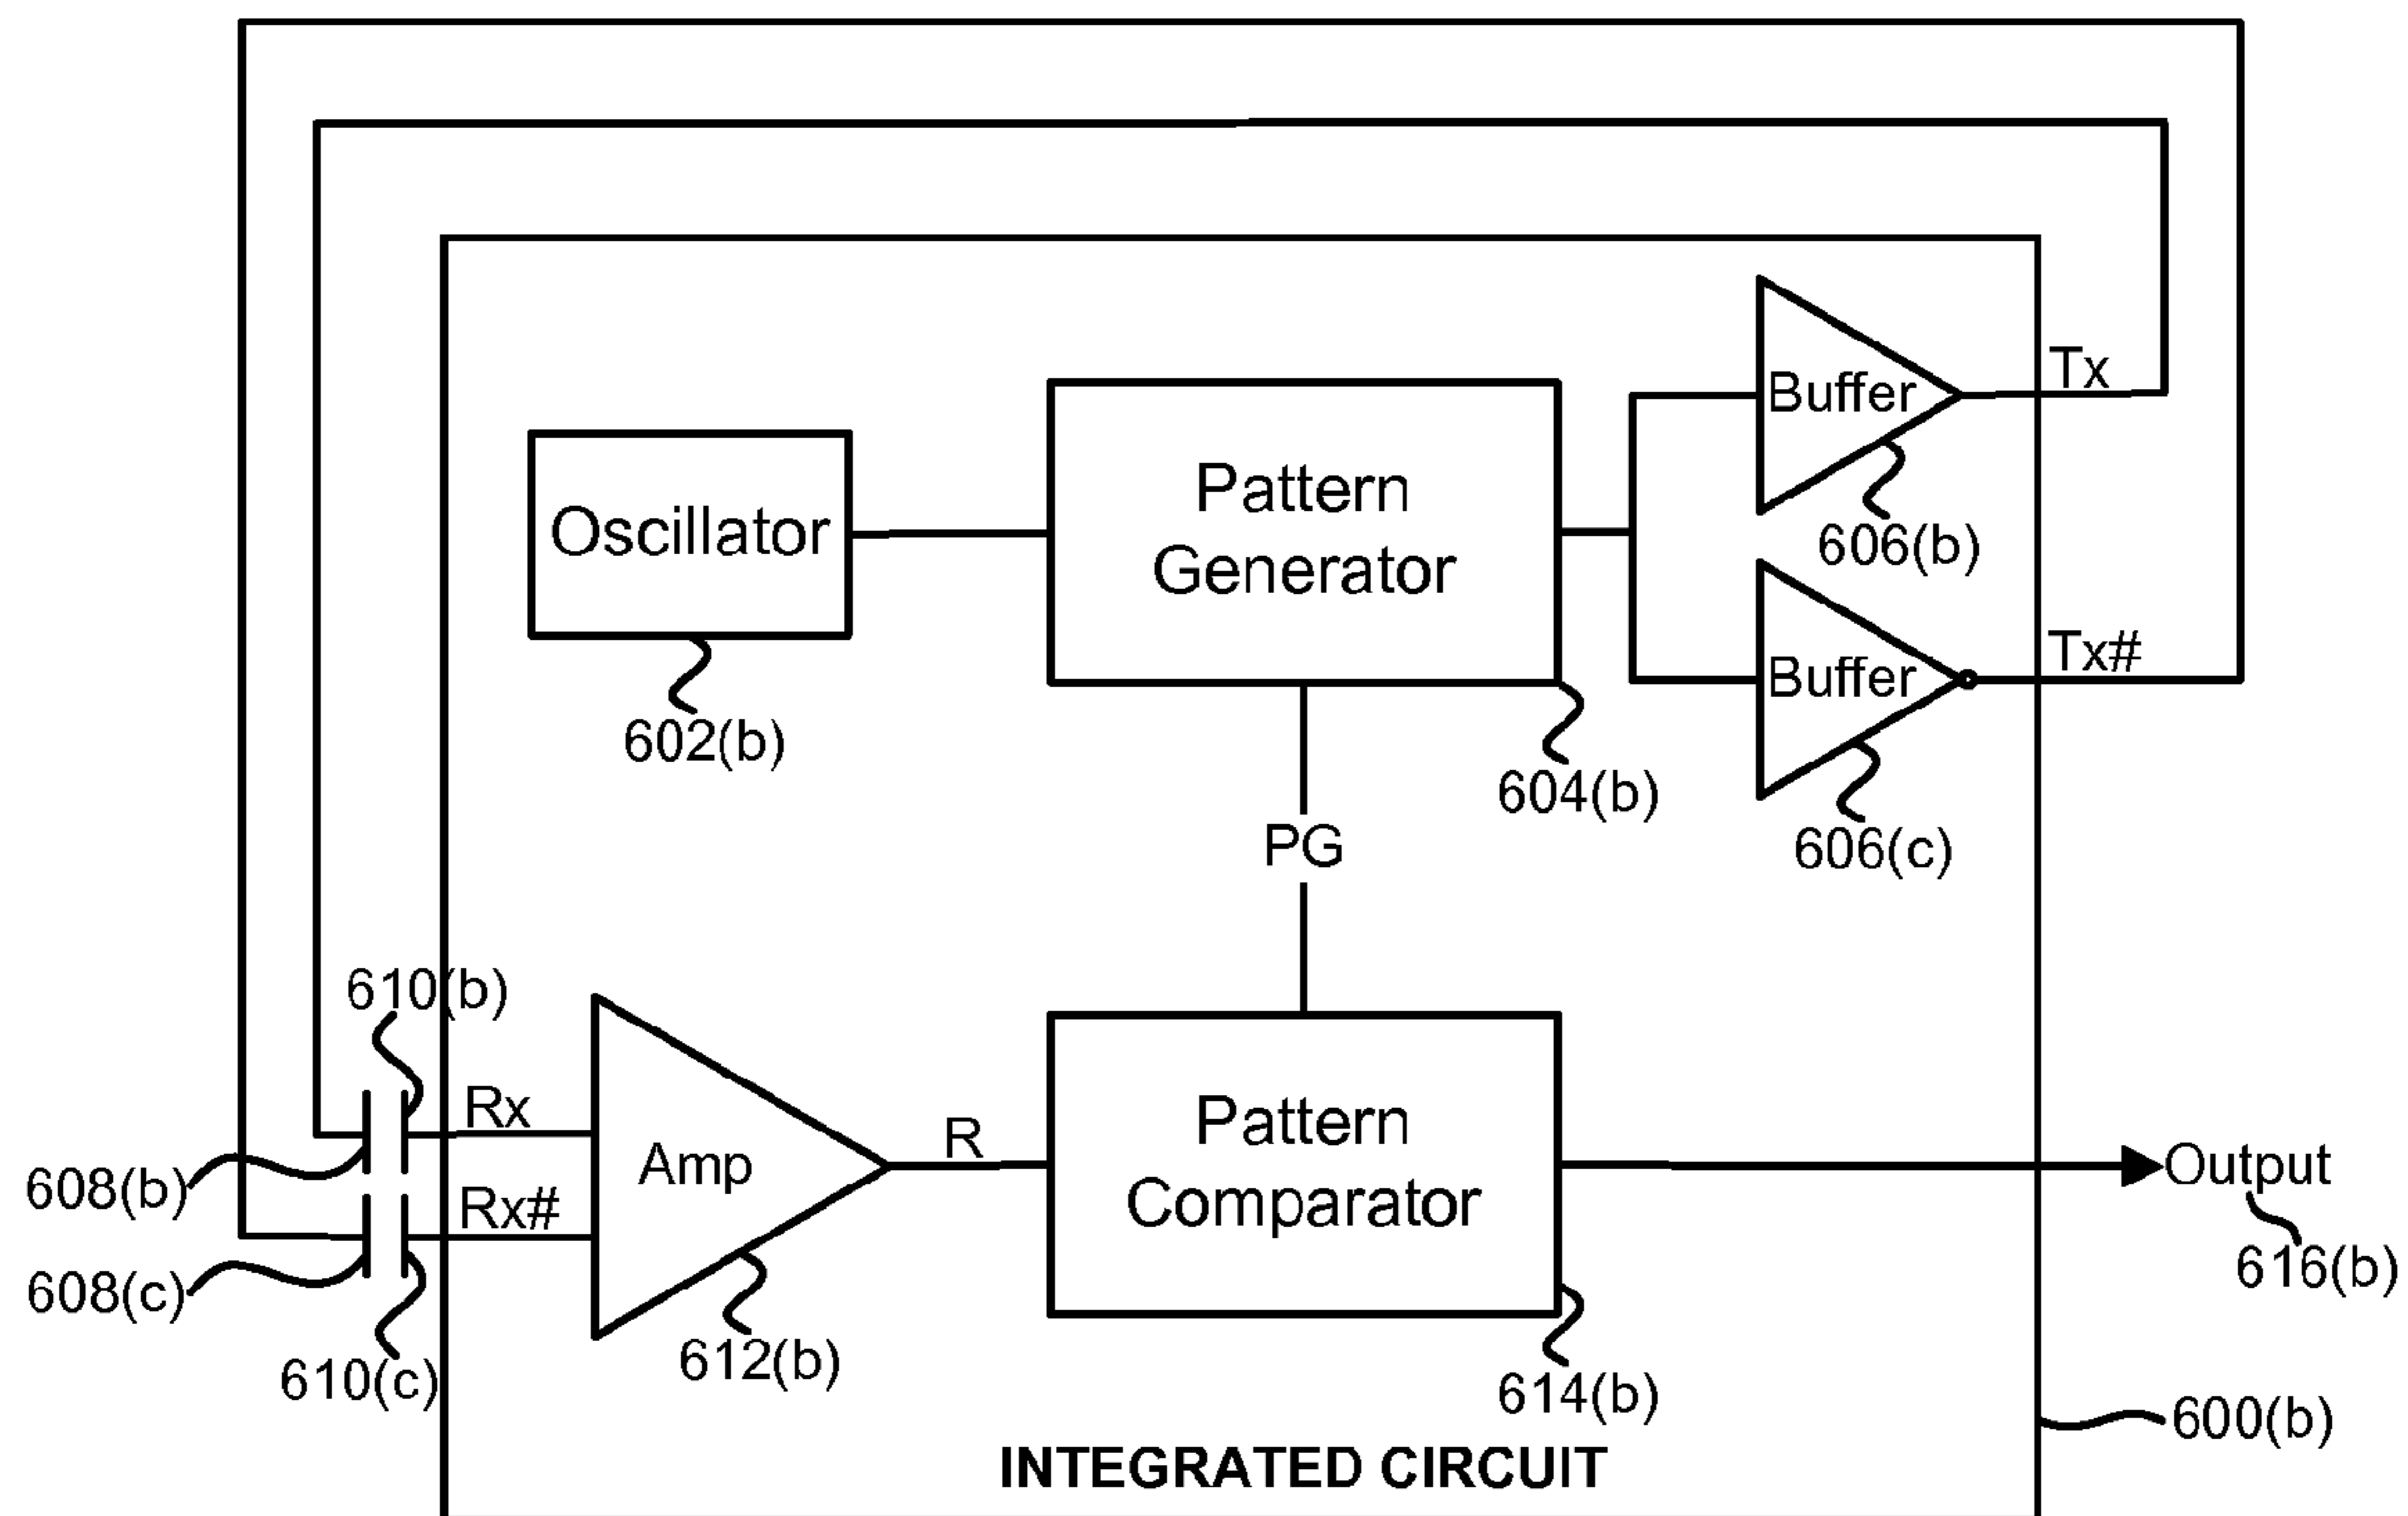 Buffer
Tx
606(b)
Oscillator
602(b)
Pattern
Generator
604(b)
Buffer
Tx#
606(c)
PG
610(b)
608(b)
Rx
Rx#
608(c)
610(c)
Amp
612(b)
R
Pattern
Comparator
614(b)
Output
616(b)
600(b)
INTEGRATED CIRCUIT